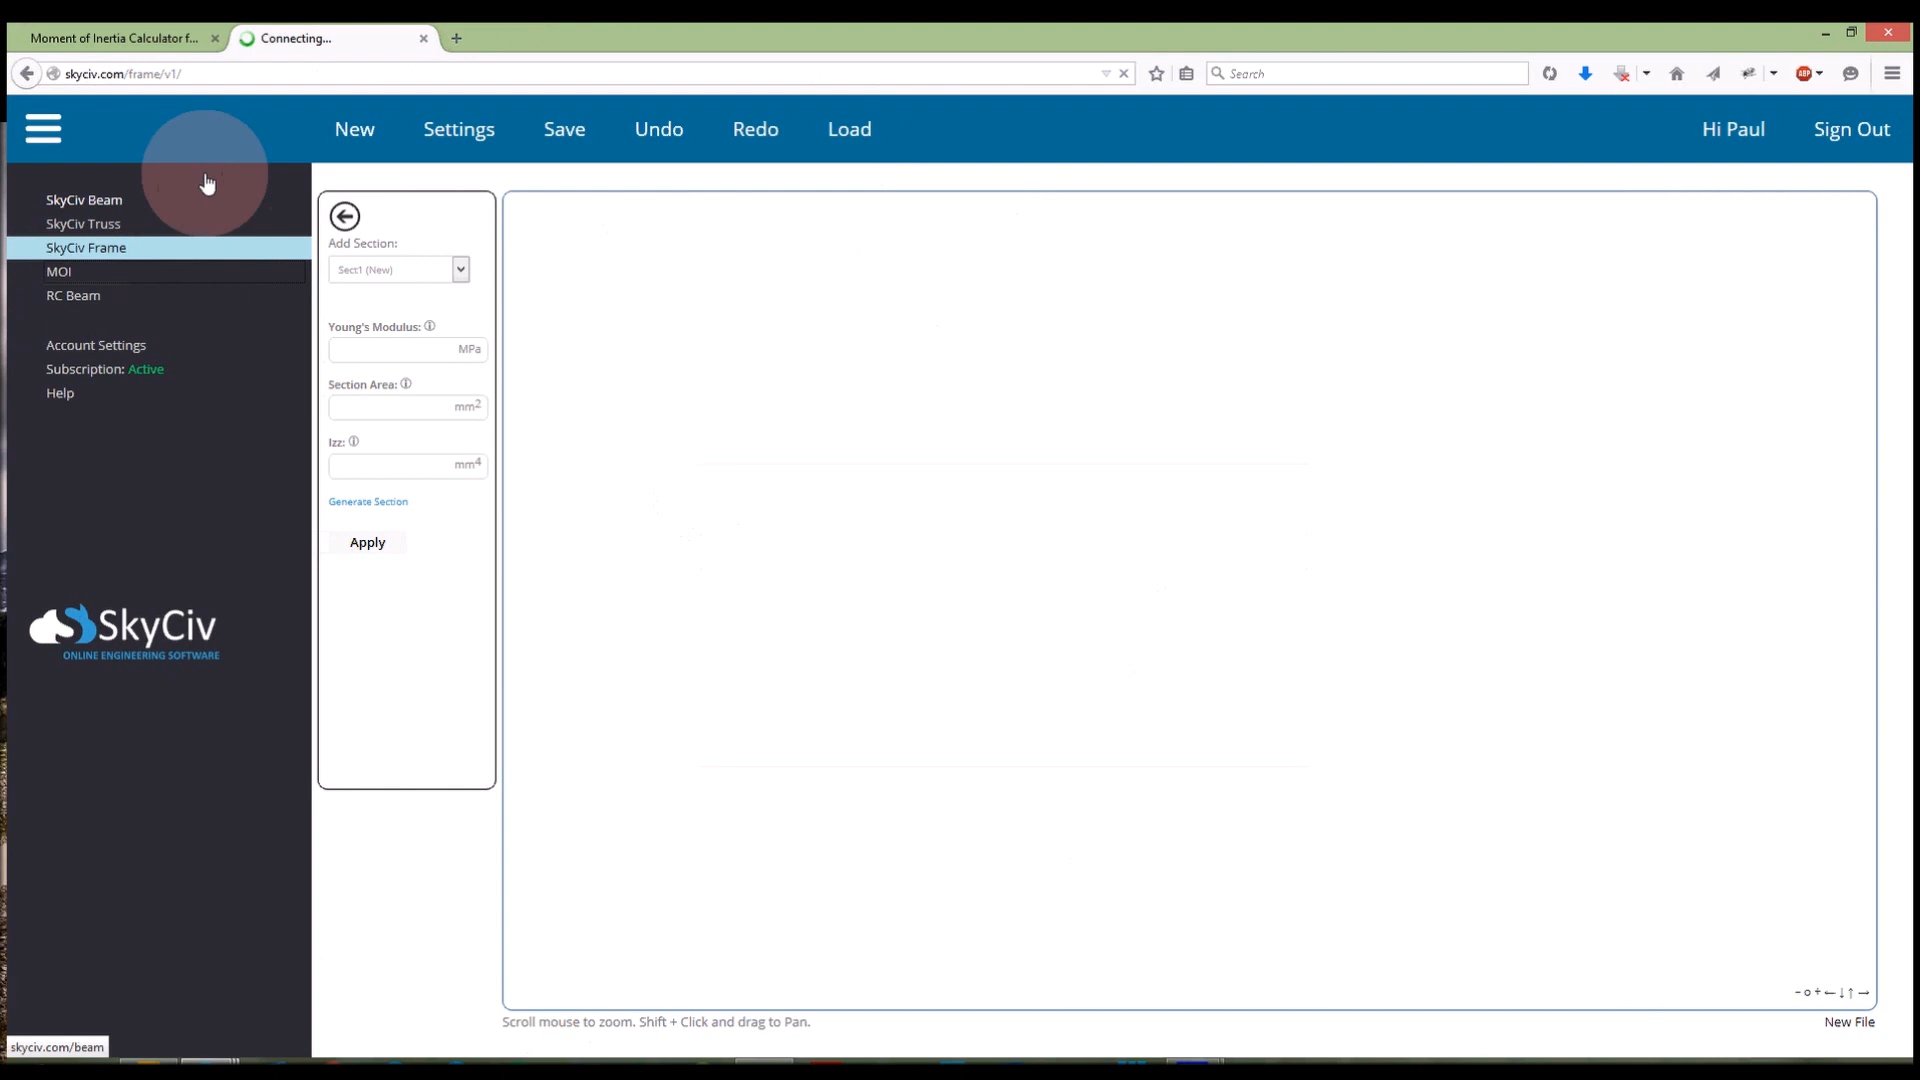 Moment of Inertia Calculator f...
Connecting...
skyciv.com/frame/v1/
Search
ABP
New
Settings
Save
Undo
Redo
Load
Hi Paul
Sign Out
SkyCiv Beam
SkyCiv Truss
SkyCiv Frame
MOI
RC Beam
Account Settings
Subscription: Active
Help
SkyCiv
ONLINE ENGINEERING SOFTWARE
Add Section:
Sect1 (New)
Young's Modulus:
MPa
Section Area:
mm2
Izz:
mm4
Generate Section
Apply
- o + ← ↓ ↑ →
Scroll mouse to zoom. Shift + Click and drag to Pan.
New File
skyciv.com/beam